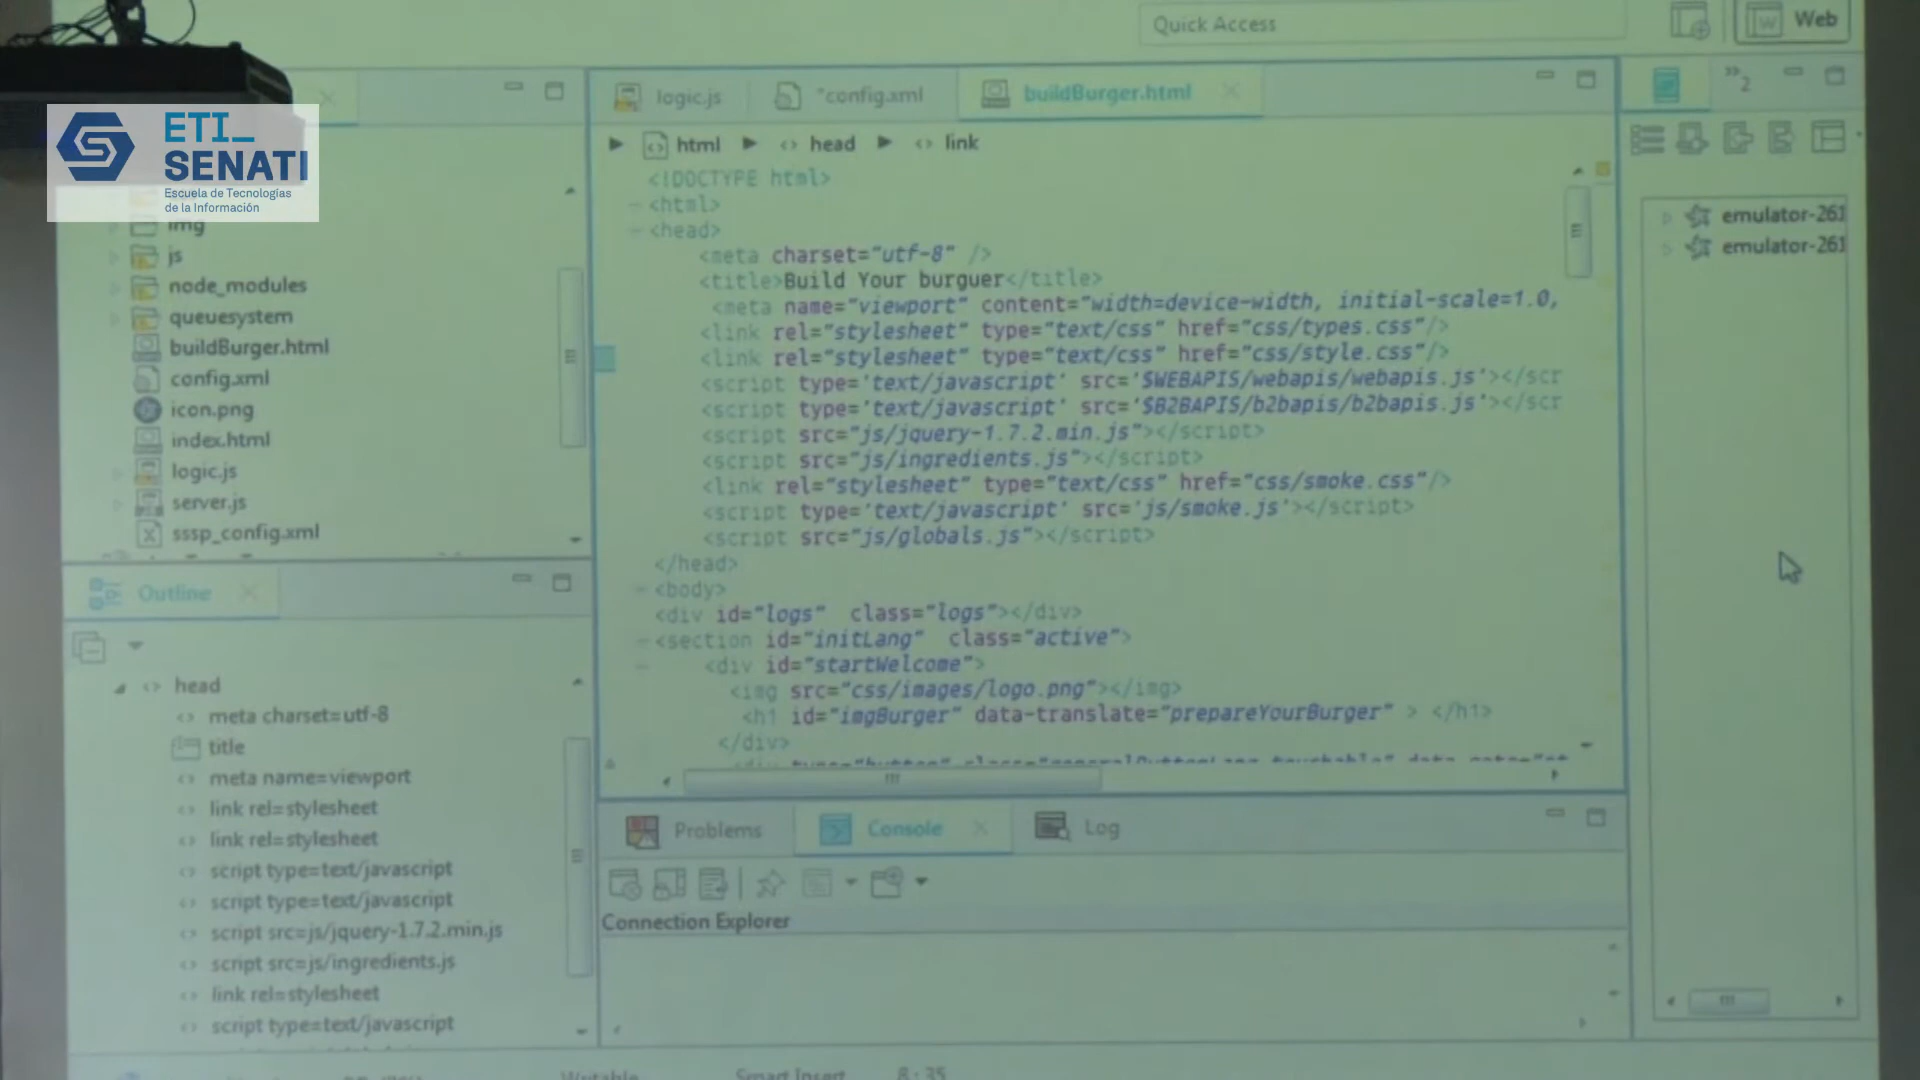 Quick Access
Web
ETI_
SENATI
Escuela de Tecnologías
de la Información
img
js
node_modules
queuesystem
buildBurger.html
config.xml
icon.png
index.html
logic.js
server.js
sssp_config.xml
Outline
head
meta charset=utf-8
title
meta name=viewport
link rel=stylesheet
link rel=stylesheet
script type=text/javascript
script type=text/javascript
script src=js/jquery-1.7.2.min.js
script src=js/ingredients.js
link rel=stylesheet
script type=text/javascript
logic.js
*config.xml
buildBurger.html
html head link
<!DOCTYPE html>
<html>
<head>
<meta charset="utf-8" />
<title>Build Your burguer</title>
<meta name="viewport" content="width=device-width, initial-scale=1.0,
<link rel="stylesheet" type="text/css" href="css/types.css"/>
<link rel="stylesheet" type="text/css" href="css/style.css"/>
<script type='text/javascript' src='$WEBAPIS/webapis/webapis.js'></scr
<script type='text/javascript' src='$B2BAPIS/b2bapis/b2bapis.js'></scr
<script src="js/jquery-1.7.2.min.js"></script>
<script src="js/ingredients.js"></script>
<link rel="stylesheet" type="text/css" href="css/smoke.css"/>
<script type='text/javascript' src='js/smoke.js'></script>
<script src="js/globals.js"></script>
</head>
<body>
<div id="logs" class="logs"></div>
<section id="initLang" class="active">
<div id="startWelcome">
<img src="css/images/logo.png"></img>
<h1 id="imgBurger" data-translate="prepareYourBurger" > </h1>
</div>
Problems
Console
Log
Connection Explorer
2
emulator-261
emulator-261
Writable
Smart Insert
8 : 35